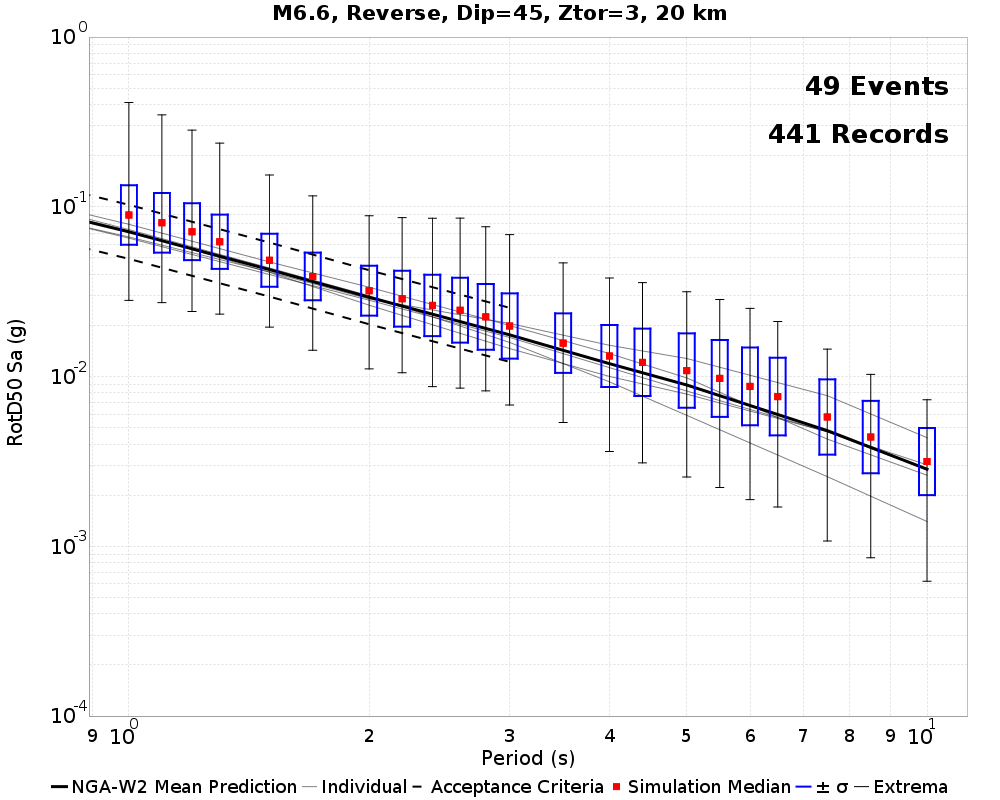 M6.6, Reverse, Dip=45, Ztor=3, 20 km
49 Events
441 Records
RotD50 Sa (g)
10^0
10^-1
10^-2
10^-3
10^-4
9 10^0 2 3 4 5 6 7 8 9 10^1
Period (s)
NGA-W2 Mean Prediction Individual Acceptance Criteria Simulation Median ± σ Extrema